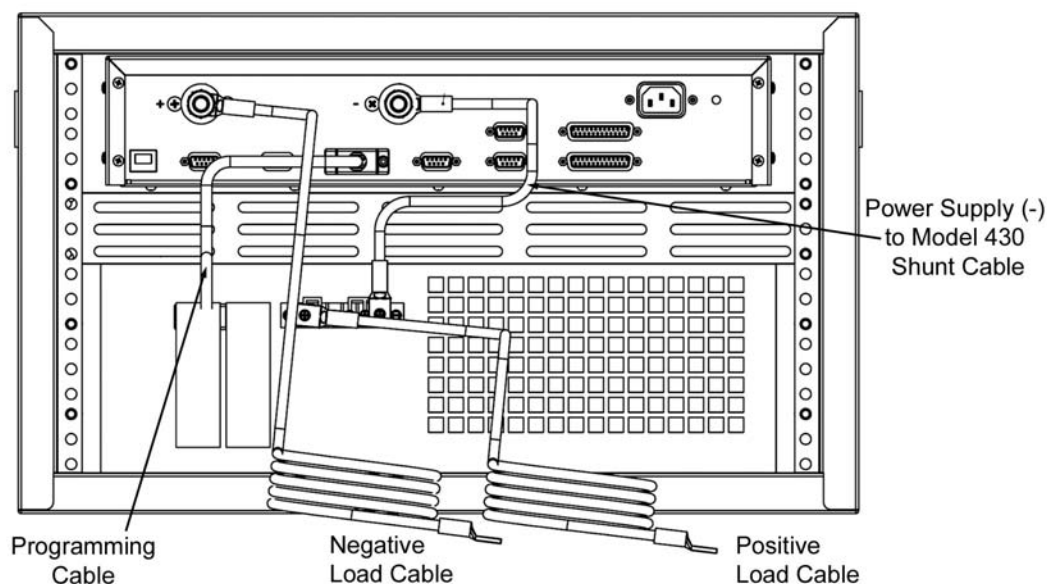 +
-
Power Supply (-)
to Model 430
Shunt Cable
Programming
Cable
Negative
Load Cable
Positive
Load Cable